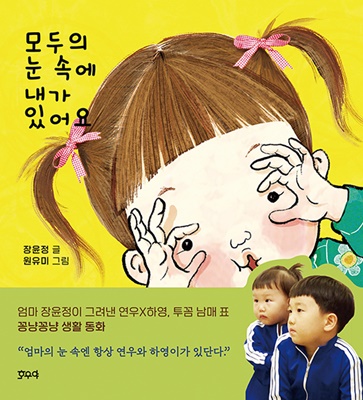 모두의
눈 속에
내가
있어요
장윤정 글
원유미 그림
엄마 장윤정이 그려낸 연우X하영, 투꼼 남매 표
꽁냥꽁냥 생활 동화
“엄마의 눈 속엔 항상 연우와 하영이가 있단다.”